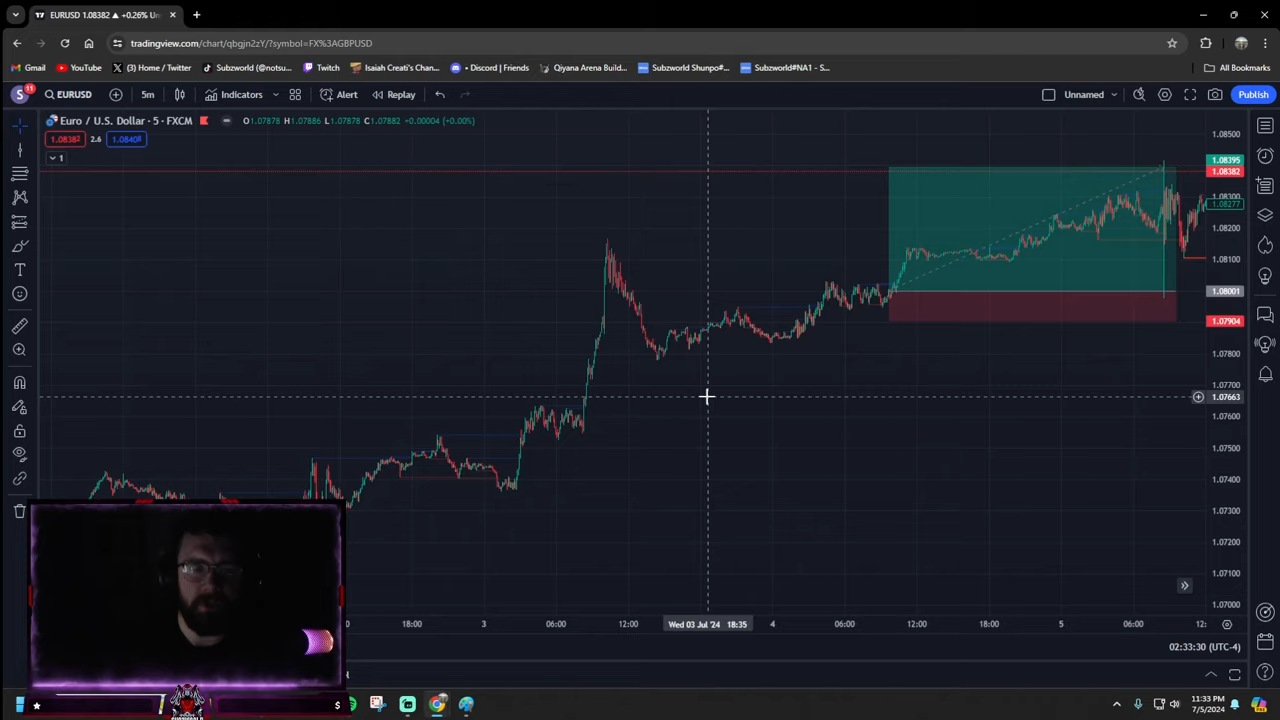 EURUSD 1.08382 ▲ +0.26% Un
tradingview.com/chart/qbgjn2zY/?symbol=FX%3AGBPUSD
Gmail
YouTube
(3) Home / Twitter
Subzworld (@notsu...
Twitch
Isaiah Creati's Chan...
Discord | Friends
Qiyana Arena Build...
Subzworld Shunpo#...
Subzworld#NA1 - S...
All Bookmarks
S
11
EURUSD
5m
Indicators
Alert
Replay
Unnamed
Publish
Euro / U.S. Dollar · 5 · FXCM
O1.07878 H1.07886 L1.07878 C1.07882 +0.00004 (+0.00%)
1.08382
2.6
1.08408
1
1.08500
1.08395
1.08382
1.08300
1.08277
1.08200
1.08100
1.08001
1.07904
1.07800
1.07700
1.07663
1.07600
1.07500
1.07400
1.07300
1.07200
1.07100
1.07000
18:00
3
06:00
12:00
Wed 03 Jul '24 18:35
4
06:00
12:00
18:00
5
06:00
12:
02:33:30 (UTC-4)
$
11:33 PM
7/5/2024